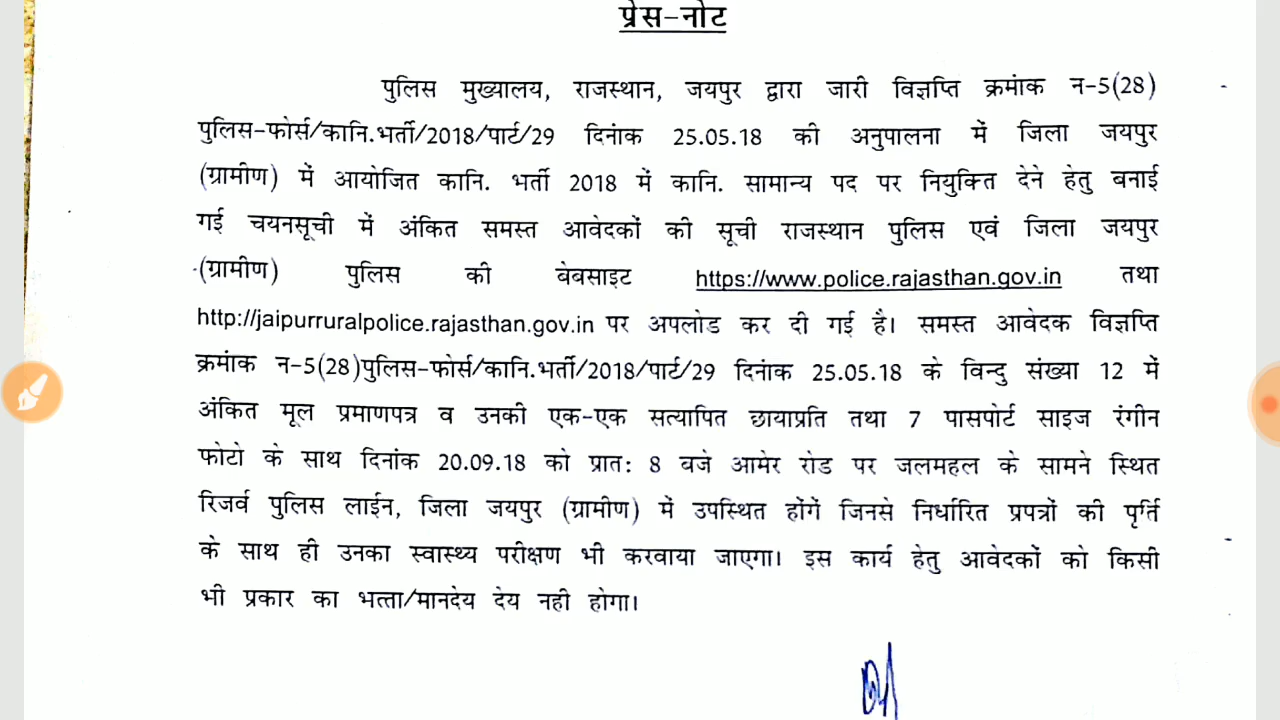 प्रेस-नोट
पुलिस मुख्यालय, राजस्थान, जयपुर द्वारा जारी विज्ञप्ति क्रमांक न-5(28)
पुलिस-फोर्स/कानि.भर्ती/2018/पार्ट/29 दिनांक 25.05.18 की अनुपालना में जिला जयपुर
(ग्रामीण) में आयोजित कानि. भर्ती 2018 में कानि. सामान्य पद पर नियुक्ति देने हेतु बनाई
गई चयनसूची में अंकित समस्त आवेदकों की सूची राजस्थान पुलिस एवं जिला जयपुर
(ग्रामीण) पुलिस की बेबसाइट https://www.police.rajasthan.gov.in तथा
http://jaipurruralpolice.rajasthan.gov.in पर अपलोड कर दी गई है। समस्त आवेदक विज्ञप्ति
क्रमांक न-5(28)पुलिस-फोर्स/कानि.भर्ती/2018/पार्ट/29 दिनांक 25.05.18 के विन्दु संख्या 12 में
अंकित मूल प्रमाणपत्र व उनकी एक-एक सत्यापित छायाप्रति तथा 7 पासपोर्ट साइज रंगीन
फोटो के साथ दिनांक 20.09.18 को प्रातः 8 बजे आमेर रोड पर जलमहल के सामने स्थित
रिजर्व पुलिस लाईन, जिला जयपुर (ग्रामीण) में उपस्थित होंगें जिनसे निर्धारित प्रपत्रों की पूर्ति
के साथ ही उनका स्वास्थ्य परीक्षण भी करवाया जाएगा। इस कार्य हेतु आवेदकों को किसी
भी प्रकार का भत्ता/मानदेय देय नही होगा।